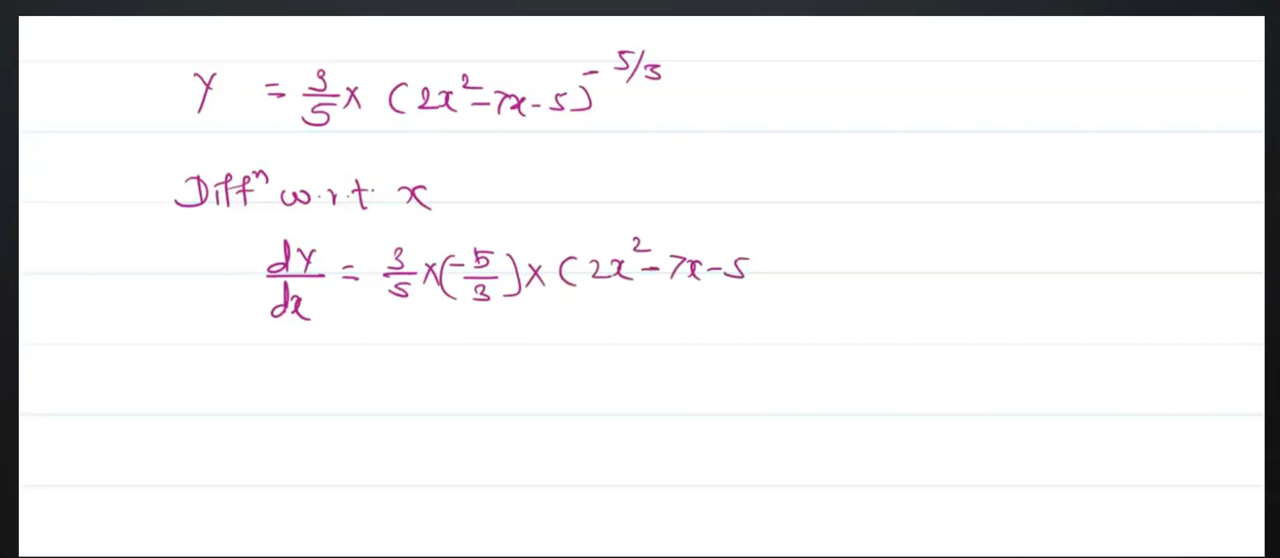 y = 3/5 × (2x² - 7x - 5)^(-5/3)
Diffⁿ w.r.t. x
dy/dx = 3/5 × (-5/3) × (2x² - 7x - 5